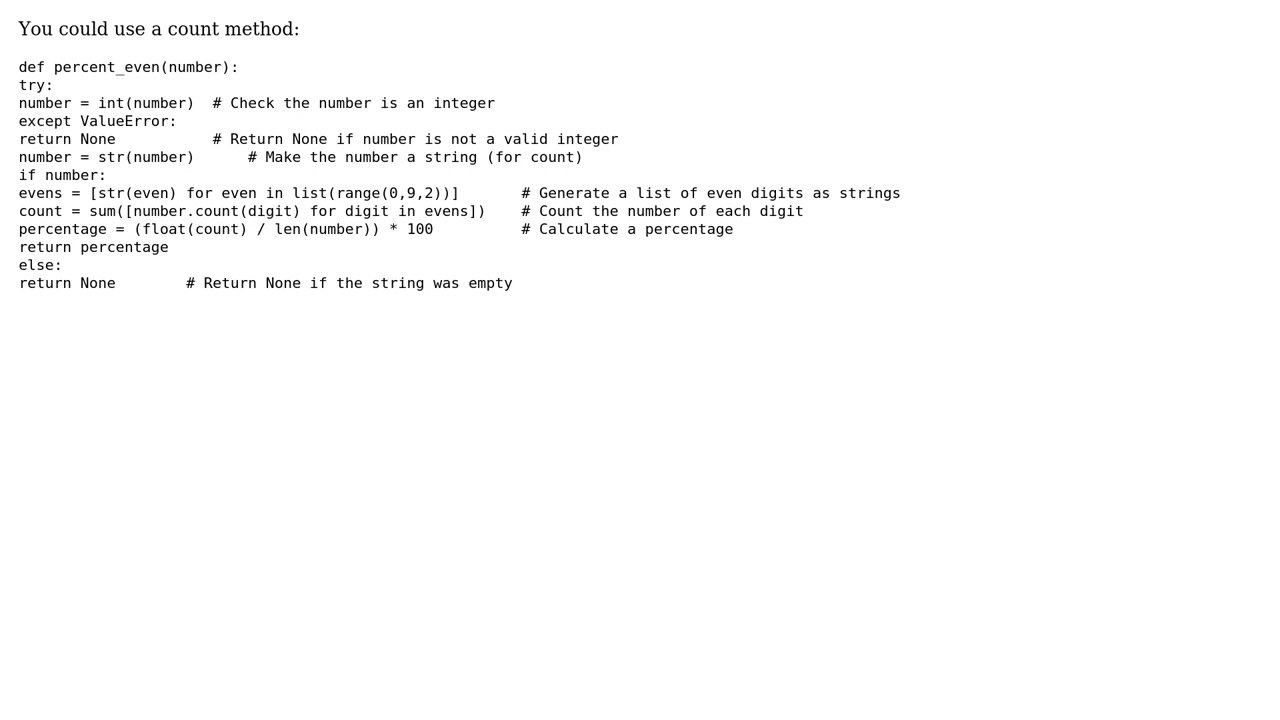 You could use a count method:
def percent_even(number):
try:
number = int(number)  # Check the number is an integer
except ValueError:
return None           # Return None if number is not a valid integer
number = str(number)      # Make the number a string (for count)
if number:
evens = [str(even) for even in list(range(0,9,2))]       # Generate a list of even digits as strings
count = sum([number.count(digit) for digit in evens])    # Count the number of each digit
percentage = (float(count) / len(number)) * 100          # Calculate a percentage
return percentage
else:
return None        # Return None if the string was empty